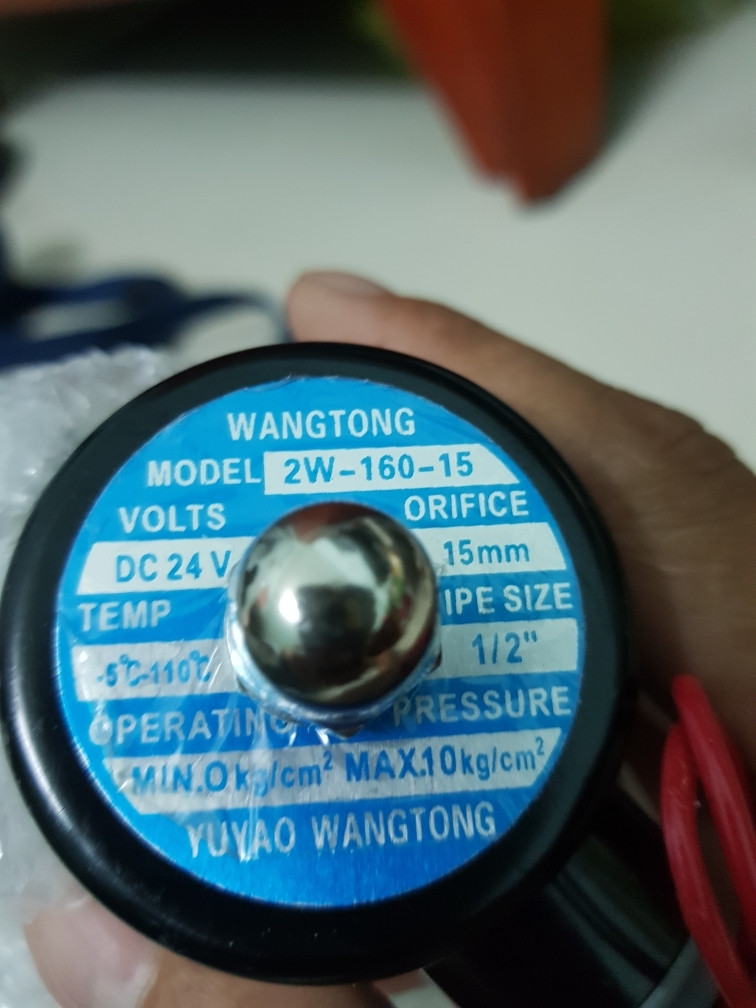 WANGTONG
MODEL 2W-160-15
VOLTS ORIFICE
DC 24 V 15mm
TEMP IPE SIZE
-5℃-110℃ 1/2"
OPERATING PRESSURE
MIN.0kg/cm² MAX.10kg/cm²
YUYAO WANGTONG